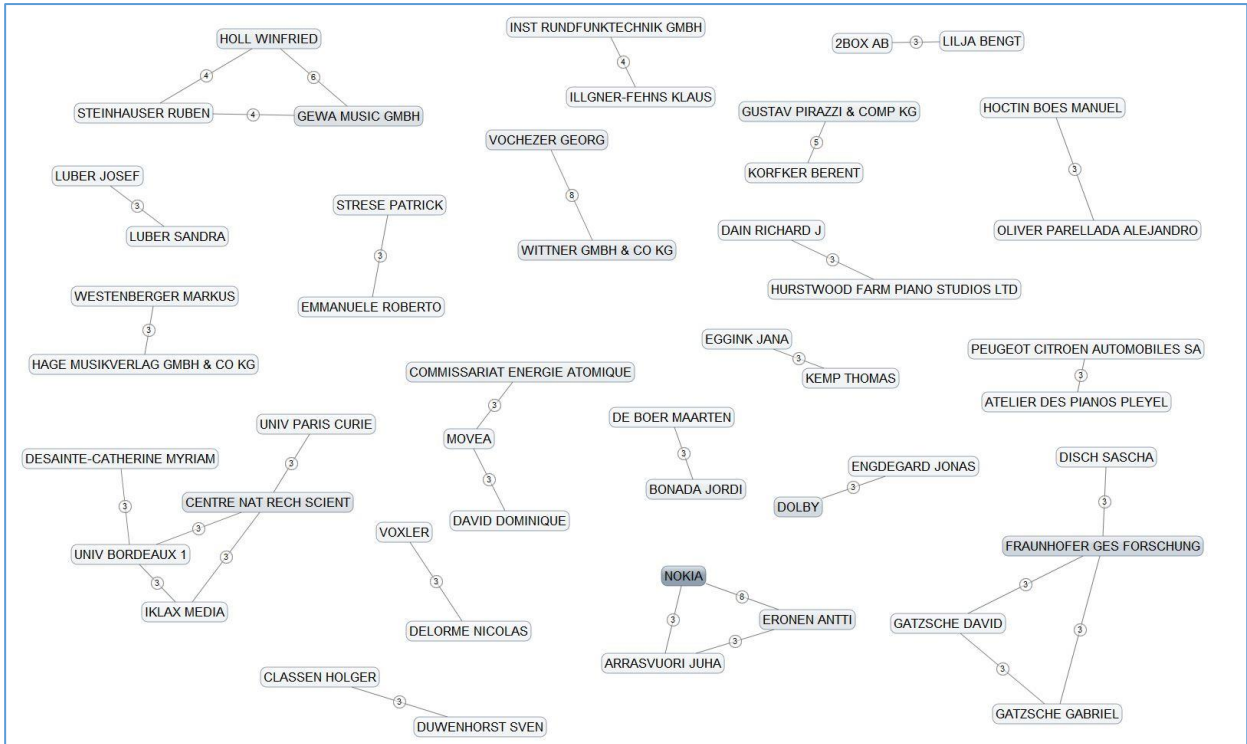 HOLL WINFRIED
INST RUNDFUNKTECHNIK GMBH
2BOX AB
3
LILJA BENGT
4
6
4
STEINHAUSER RUBEN
4
GEWA MUSIC GMBH
ILLGNER-FEHNS KLAUS
GUSTAV PIRAZZI & COMP KG
HOCTIN BOES MANUEL
VOCHEZER GEORG
5
LUBER JOSEF
KORFKER BERENT
3
3
STRESE PATRICK
8
LUBER SANDRA
WITTNER GMBH & CO KG
DAIN RICHARD J
OLIVER PARELLADA ALEJANDRO
3
3
WESTENBERGER MARKUS
EMMANUELE ROBERTO
HURSTWOOD FARM PIANO STUDIOS LTD
3
EGGINK JANA
HAGE MUSIKVERLAG GMBH & CO KG
3
PEUGEOT CITROEN AUTOMOBILES SA
COMMISSARIAT ENERGIE ATOMIQUE
KEMP THOMAS
3
3
ATELIER DES PIANOS PLEYEL
UNIV PARIS CURIE
MOVEA
DE BOER MAARTEN
DESAINTE-CATHERINE MYRIAM
3
3
3
ENGDEGARD JONAS
DISCH SASCHA
CENTRE NAT RECH SCIENT
3
BONADA JORDI
3
3
3
3
DAVID DOMINIQUE
DOLBY
UNIV BORDEAUX 1
3
VOXLER
FRAUNHOFER GES FORSCHUNG
3
3
NOKIA
8
3
IKLAX MEDIA
3
ERONEN ANTTI
GATZSCHE DAVID
3
DELORME NICOLAS
3
ARRASVUORI JUHA
3
CLASSEN HOLGER
3
DUWENHORST SVEN
GATZSCHE GABRIEL